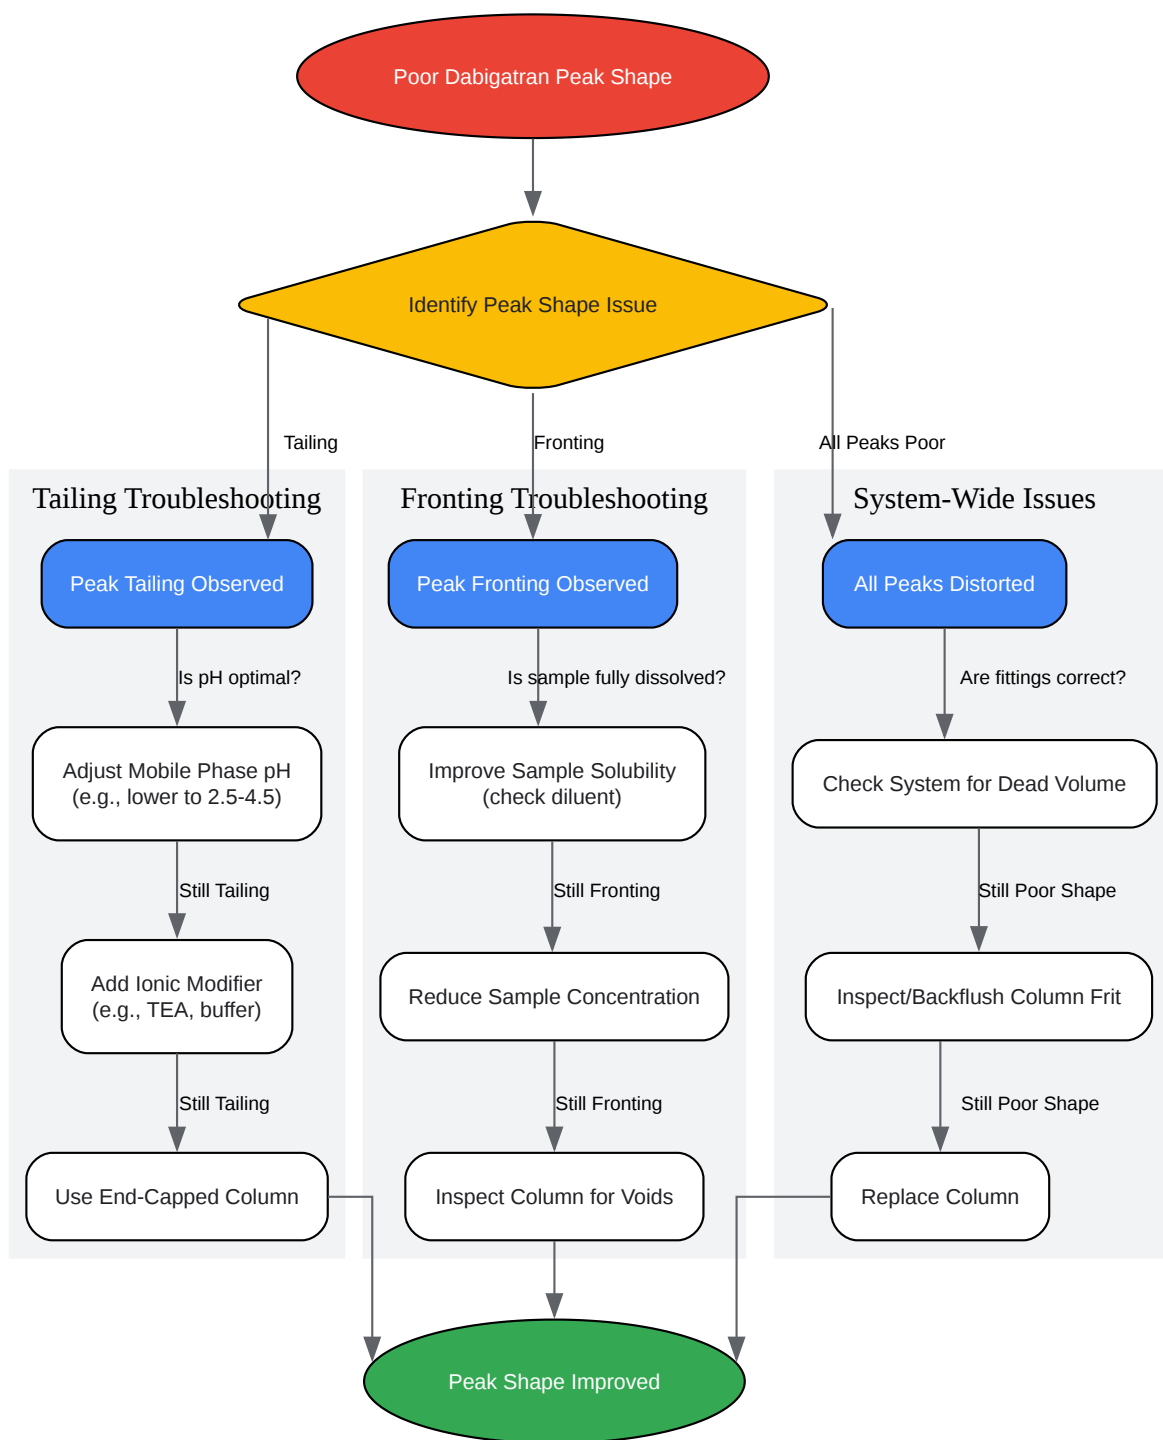 Poor Dabigatran Peak Shape
Identify Peak Shape Issue
Tailing
Fronting
All Peaks Poor
Tailing Troubleshooting
Peak Tailing Observed
Is pH optimal?
Adjust Mobile Phase pH
(e.g., lower to 2.5-4.5)
Still Tailing
Add Ionic Modifier
(e.g., TEA, buffer)
Still Tailing
Use End-Capped Column
Fronting Troubleshooting
Peak Fronting Observed
Is sample fully dissolved?
Improve Sample Solubility
(check diluent)
Still Fronting
Reduce Sample Concentration
Still Fronting
Inspect Column for Voids
System-Wide Issues
All Peaks Distorted
Are fittings correct?
Check System for Dead Volume
Still Poor Shape
Inspect/Backflush Column Frit
Still Poor Shape
Replace Column
Peak Shape Improved